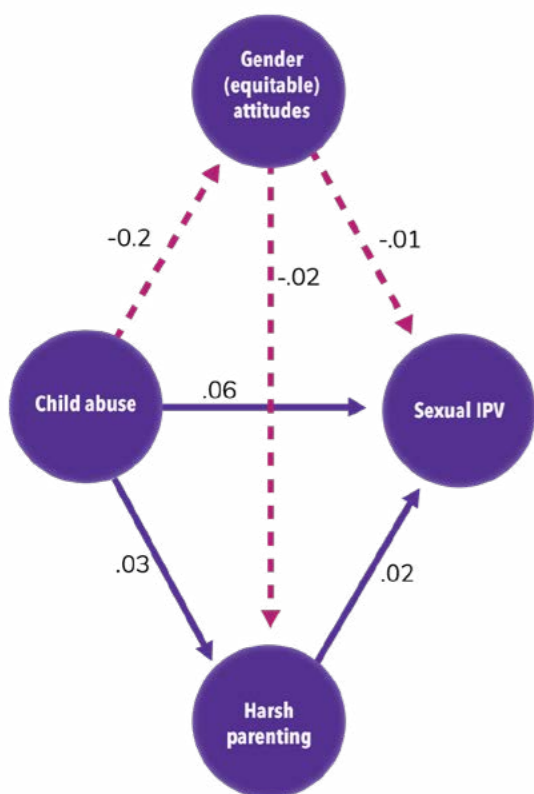 Gender
(equitable)
attitudes
-0.2
-.01
-.02
Child abuse
.06
Sexual IPV
.03
.02
Harsh
parenting